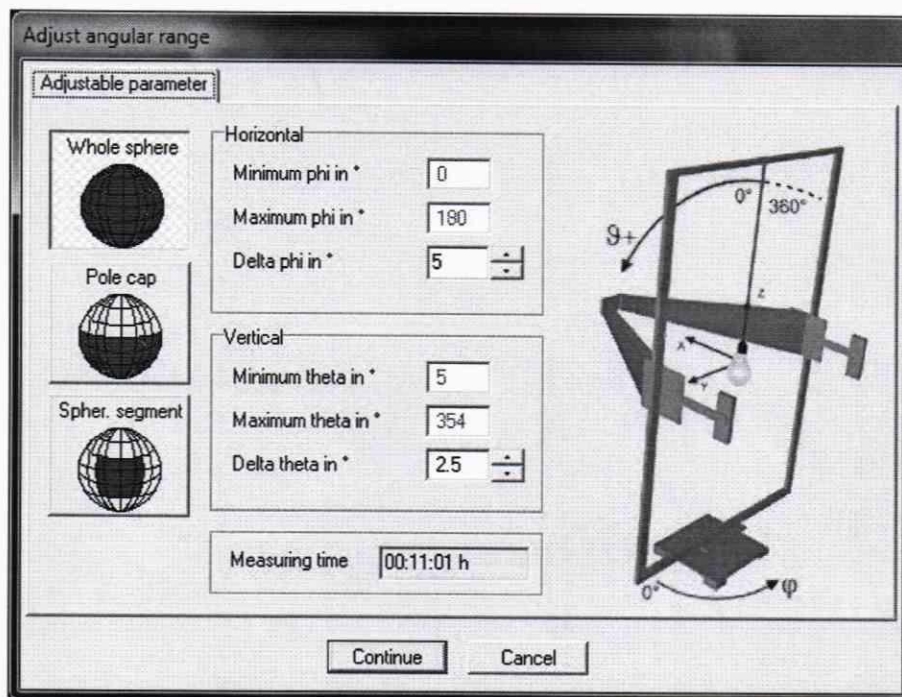 Adjust angular range
Adjustable parameter
Whole sphere
Pole cap
Spher. segment
Horizontal
Minimum phi in °
0
Maximum phi in °
180
Delta phi in °
5
Vertical
Minimum theta in °
5
Maximum theta in °
354
Delta theta in °
2.5
Measuring time
00:11:01 h
0°
360°
ϑ+
z
x
Y
0°
φ
Continue
Cancel